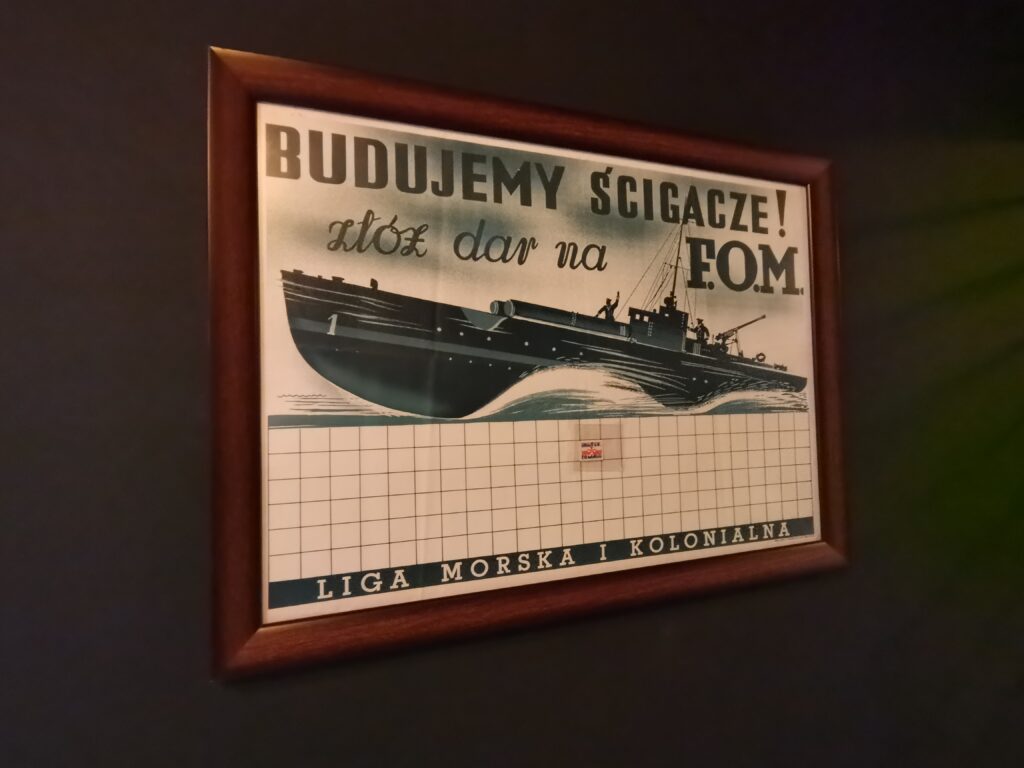 BUDUJEMY ŚCIGACZE!
złóż dar na F.O.M.
1
LIGA MORSKA I KOLONIALNA